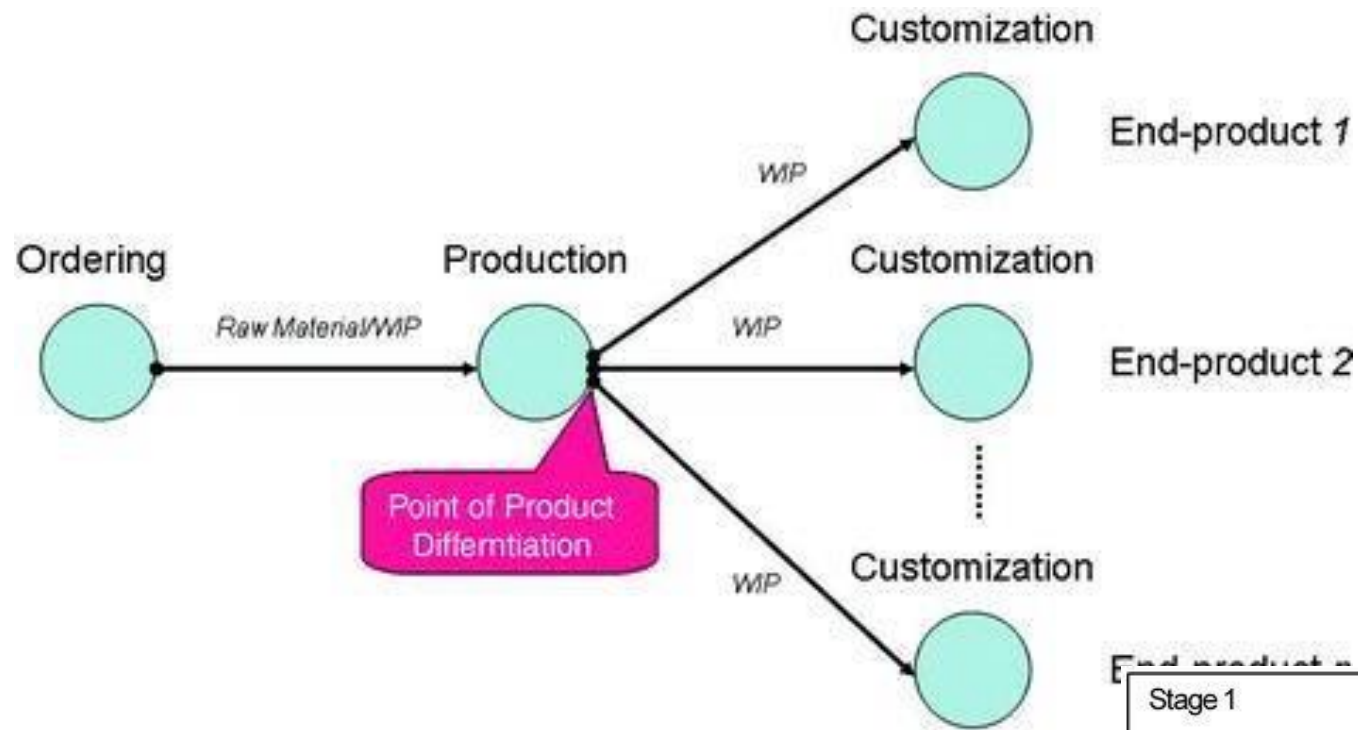 Customization
End-product 1
WIP
Ordering
Production
Customization
Raw Material/WIP
WIP
End-product 2
Point of Product
Differntiation
Customization
WIP
Stage 1